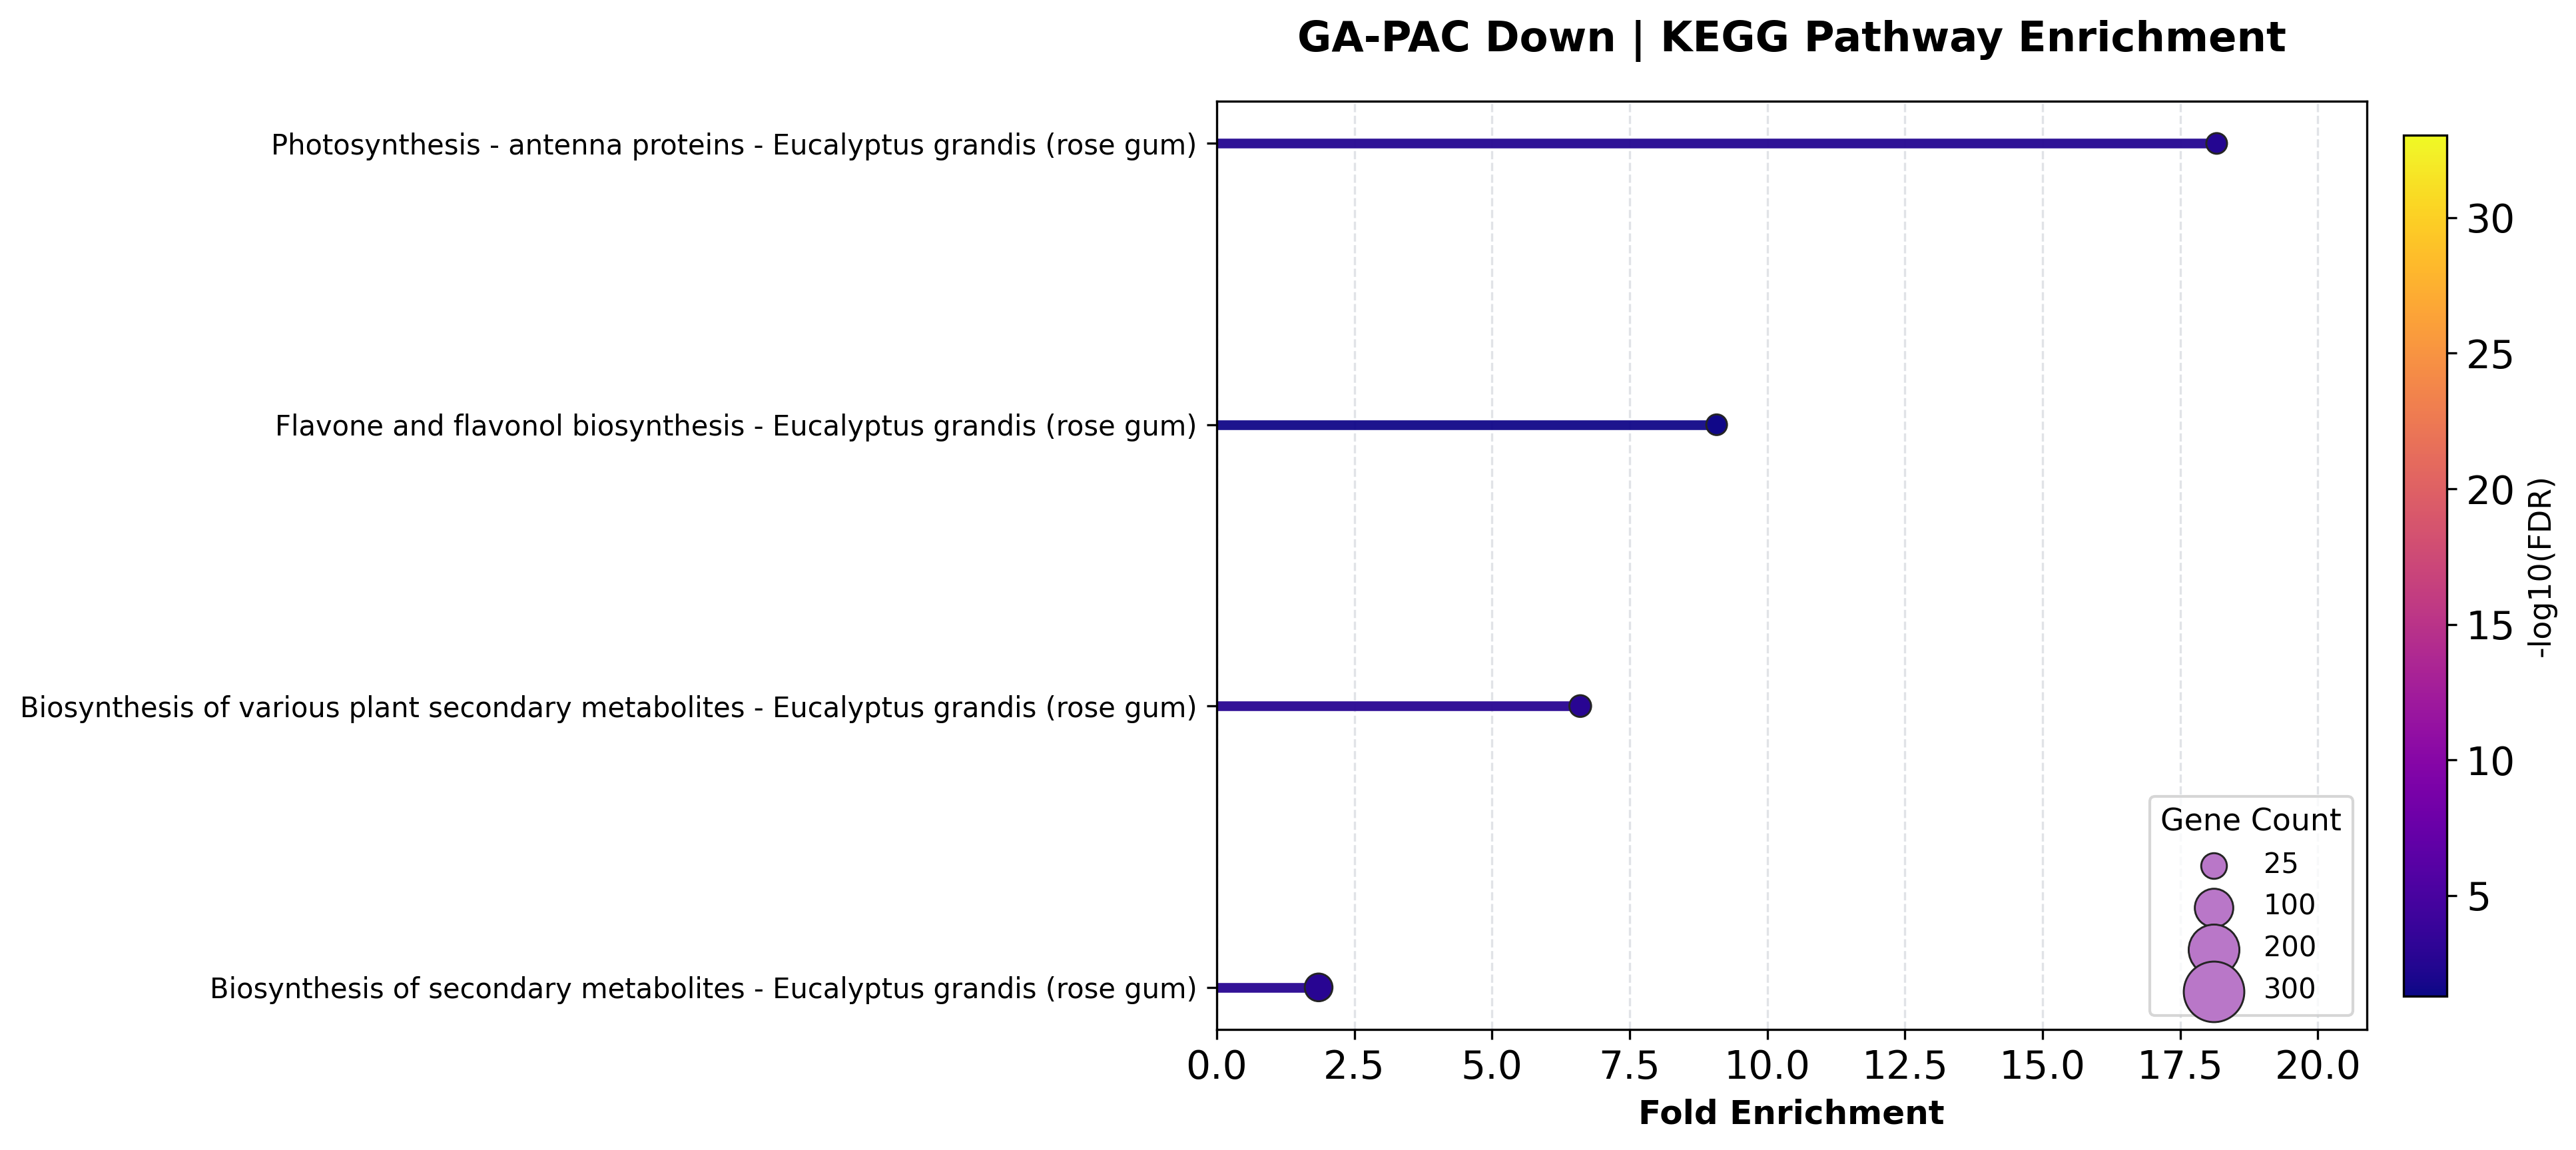 GA-PAC Down | KEGG Pathway Enrichment
Photosynthesis - antenna proteins - Eucalyptus grandis (rose gum)
Flavone and flavonol biosynthesis - Eucalyptus grandis (rose gum)
Biosynthesis of various plant secondary metabolites - Eucalyptus grandis (rose gum)
Biosynthesis of secondary metabolites - Eucalyptus grandis (rose gum)
0.0 2.5 5.0 7.5 10.0 12.5 15.0 17.5 20.0
Fold Enrichment
Gene Count
25
100
200
300
30
25
20
15
10
5
-log10(FDR)